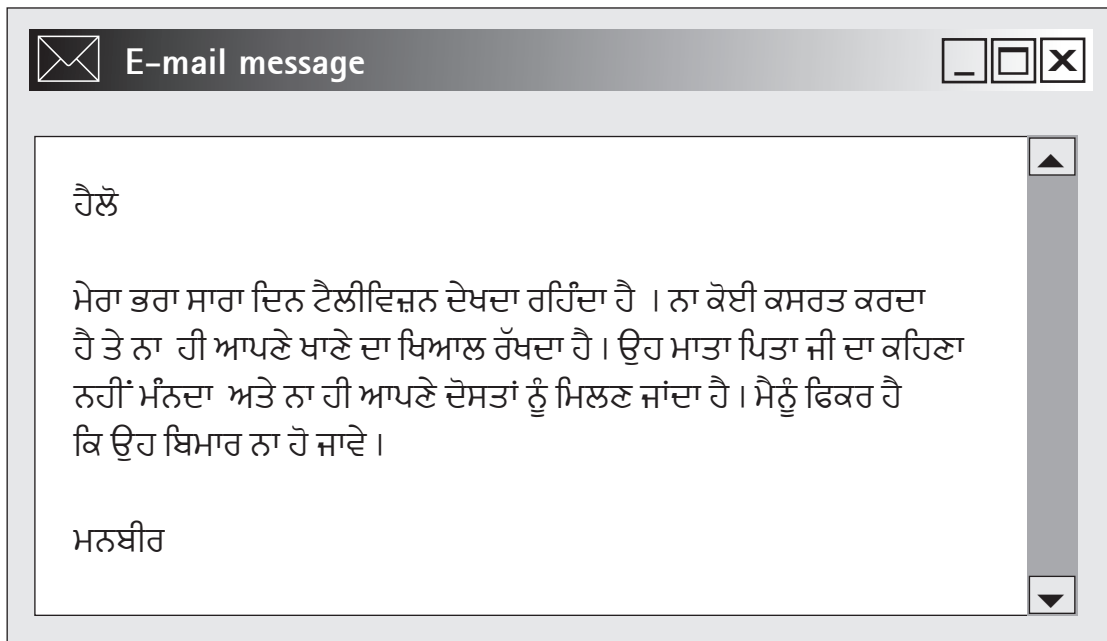 E-mail message
ਹੈਲੋ
ਮੇਰਾ ਭਰਾ ਸਾਰਾ ਦਿਨ ਟੈਲੀਵਿਜ਼ਨ ਦੇਖਦਾ ਰਹਿੰਦਾ ਹੈ । ਨਾ ਕੋਈ ਕਸਰਤ ਕਰਦਾ
ਹੈ ਤੇ ਨਾ ਹੀ ਆਪਣੇ ਖਾਣੇ ਦਾ ਖਿਆਲ ਰੱਖਦਾ ਹੈ । ਉਹ ਮਾਤਾ ਪਿਤਾ ਜੀ ਦਾ ਕਹਿਣਾ
ਨਹੀਂ ਮੰਨਦਾ ਅਤੇ ਨਾ ਹੀ ਆਪਣੇ ਦੋਸਤਾਂ ਨੂੰ ਮਿਲਣ ਜਾਂਦਾ ਹੈ । ਮੈਨੂੰ ਫਿਕਰ ਹੈ
ਕਿ ਉਹ ਬਿਮਾਰ ਨਾ ਹੋ ਜਾਵੇ ।
ਮਨਬੀਰ